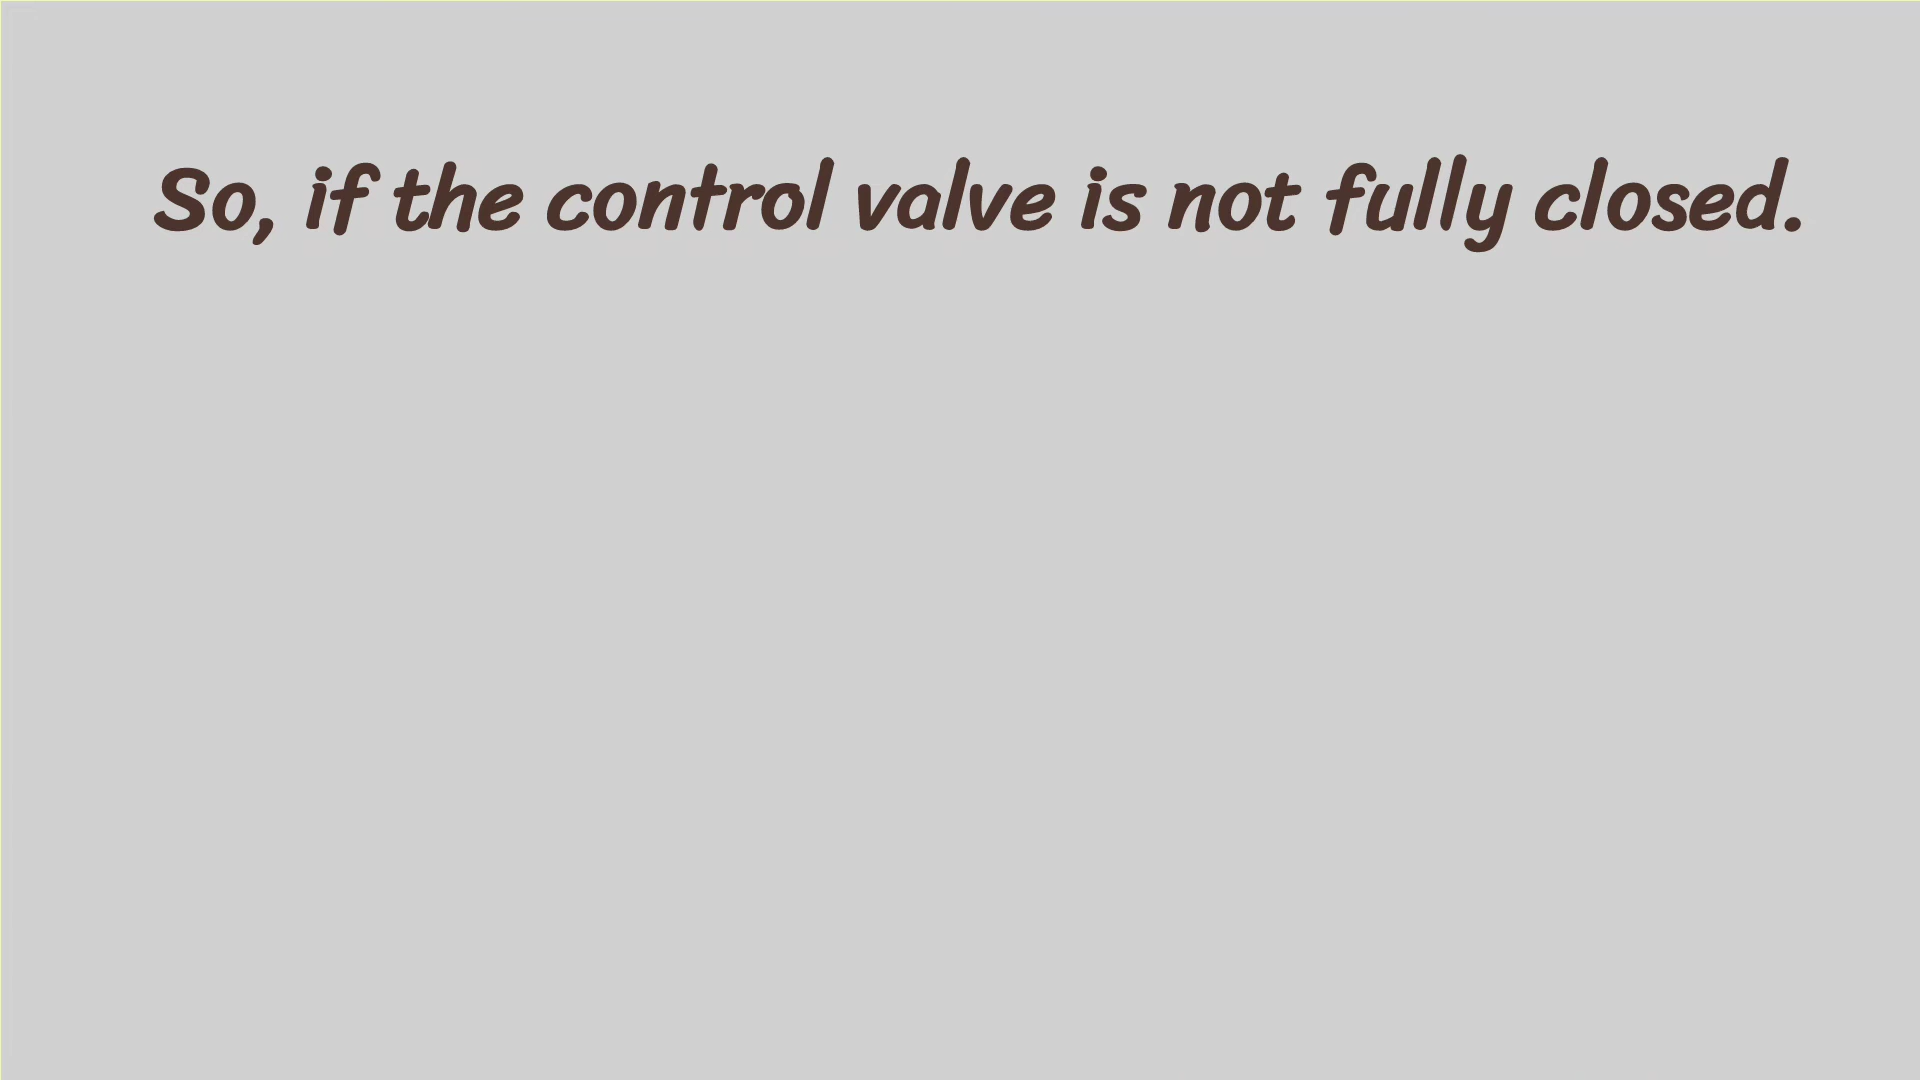 So, if the control valve is not fully closed.